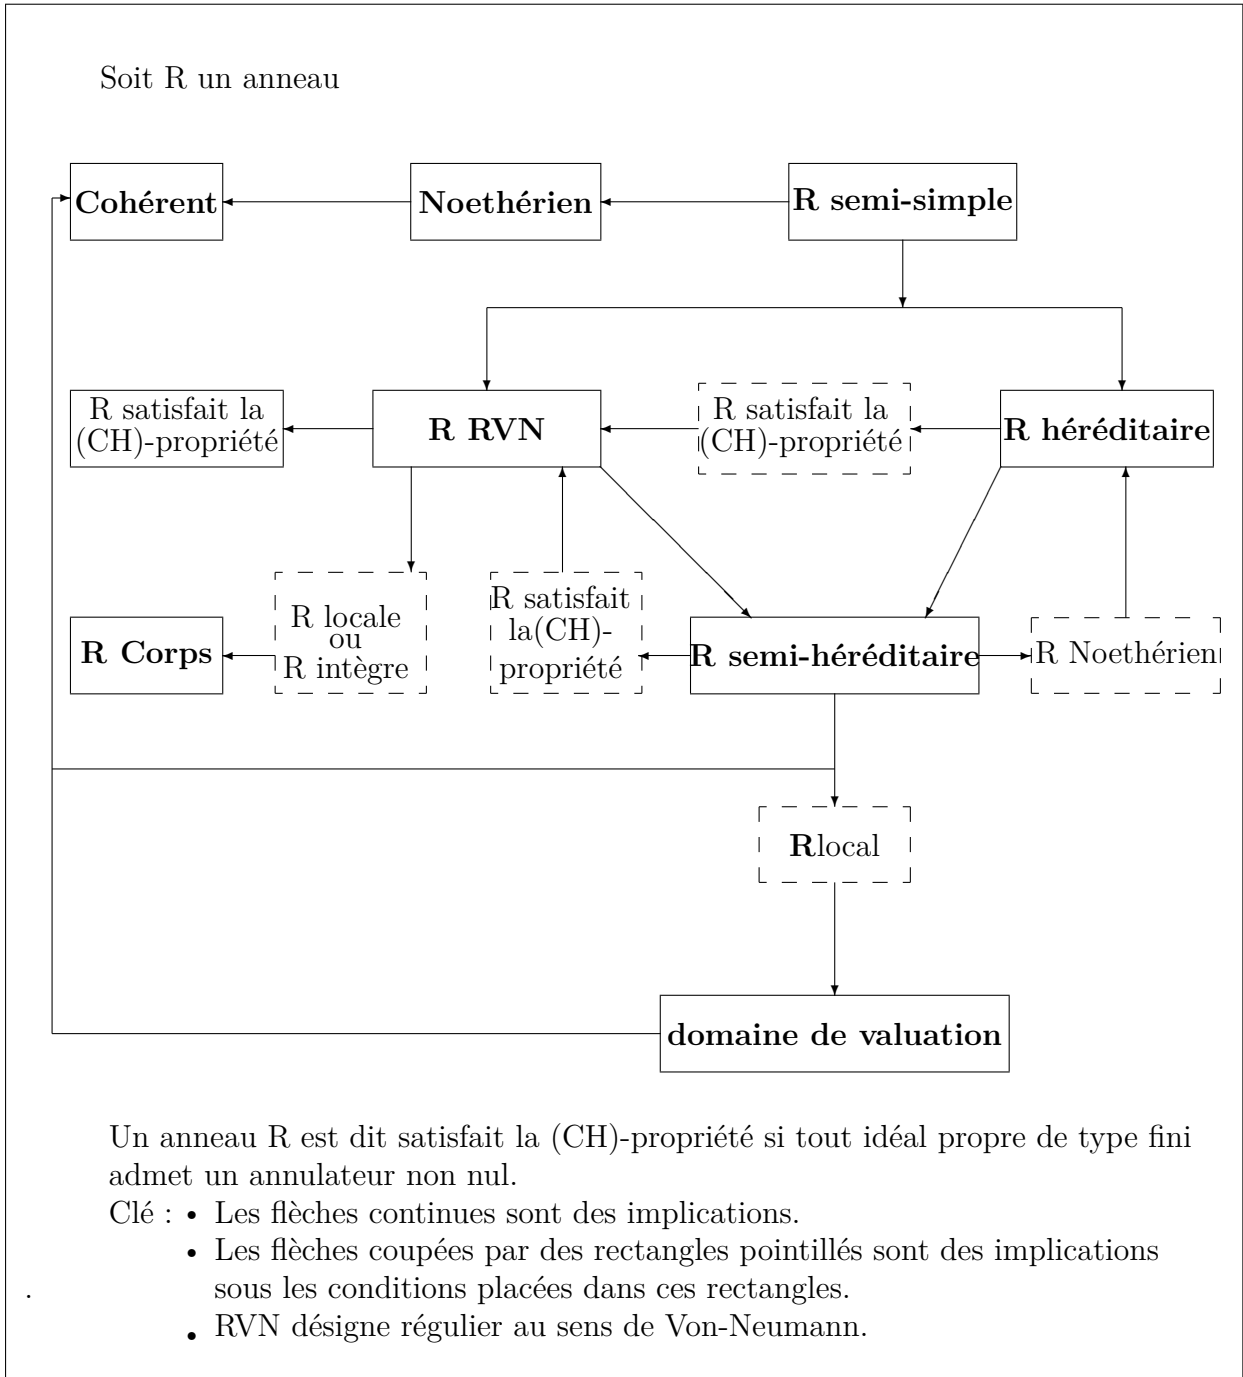 Soit R un anneau
Cohérent
Noethérien
R semi-simple
R satisfait la
(CH)-propriété
R RVN
R satisfait la
(CH)-propriété
R héréditaire
R Corps
R locale
ou
R intègre
R satisfait
la(CH)-
propriété
R semi-héréditaire
R Noethérien
Rlocal
domaine de valuation
Un anneau R est dit satisfait la (CH)-propriété si tout idéal propre de type fini
admet un annulateur non nul.
Clé : • Les flèches continues sont des implications.
• Les flèches coupées par des rectangles pointillés sont des implications
sous les conditions placées dans ces rectangles.
.
• RVN désigne régulier au sens de Von-Neumann.